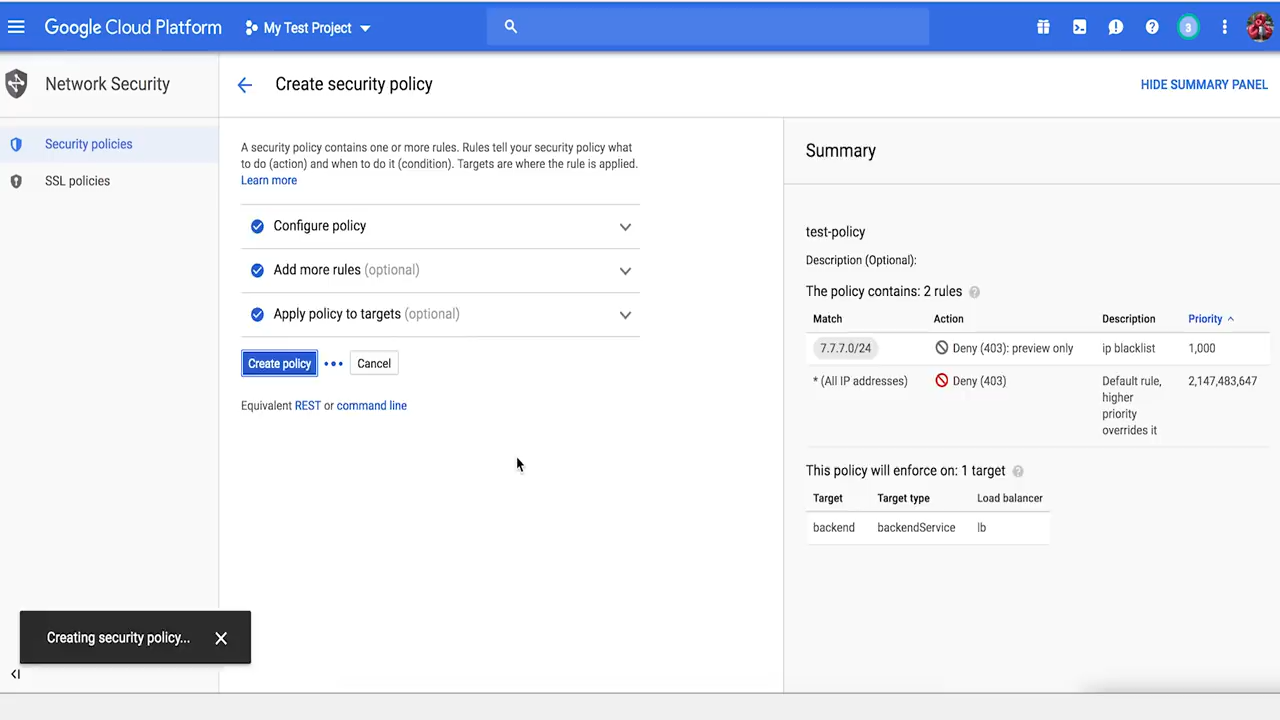 Google Cloud Platform
My Test Project
3
Network Security
Create security policy
HIDE SUMMARY PANEL
Security policies
SSL policies
A security policy contains one or more rules. Rules tell your security policy what
to do (action) and when to do it (condition). Targets are where the rule is applied.
Learn more
Configure policy
Add more rules (optional)
Apply policy to targets (optional)
Create policy
Cancel
Equivalent REST or command line
Summary
test-policy
Description (Optional):
The policy contains: 2 rules
Match Action Description Priority
7.7.7.0/24 Deny (403): preview only ip blacklist 1,000
* (All IP addresses) Deny (403) Default rule, 2,147,483,647
higher
priority
overrides it
This policy will enforce on: 1 target
Target Target type Load balancer
backend backendService lb
Creating security policy...